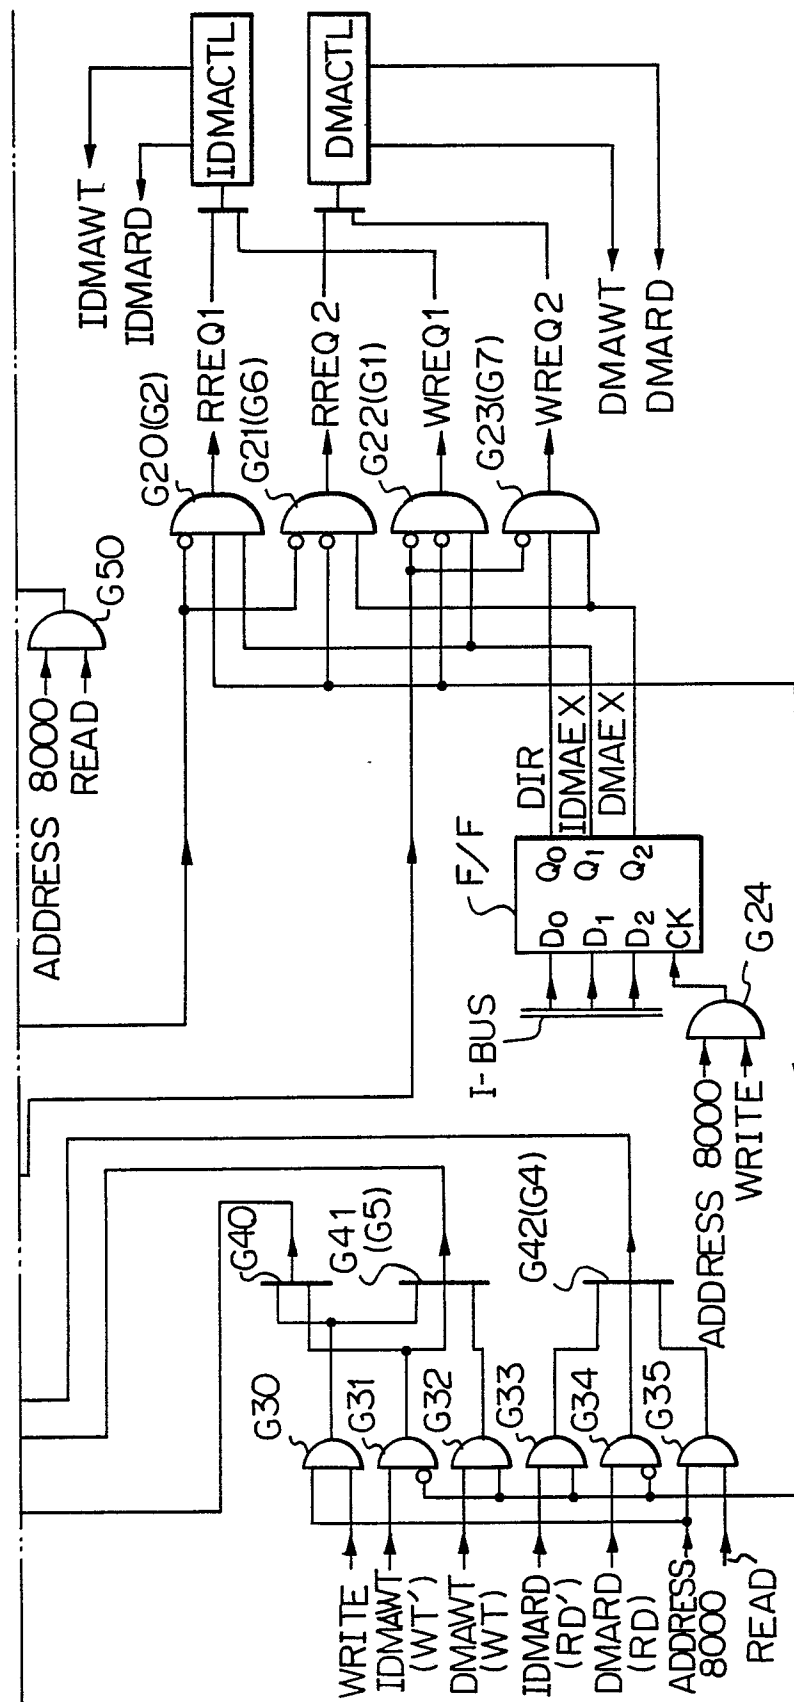 WRITE
IDMAWT
(WT')
DMAWT
(WT)
IDMARD
(RD')
DMARD
(RD)
ADDRESS
8000
READ
G30
G31
G32
G33
G34
G35
G40
G41
(G5)
G42(G4)
ADDRESS 8000
WRITE
G24
I-BUS
F/F
D0
D1
D2
CK
Q0
Q1
Q2
DIR
IDMAEX
DMAEX
ADDRESS 8000
READ
G50
G20(G2)
RREQ1
G21(G6)
RREQ2
G22(G1)
WREQ1
G23(G7)
WREQ2
IDMAWT
IDMARD
IDMACTL
DMACTL
DMAWT
DMARD